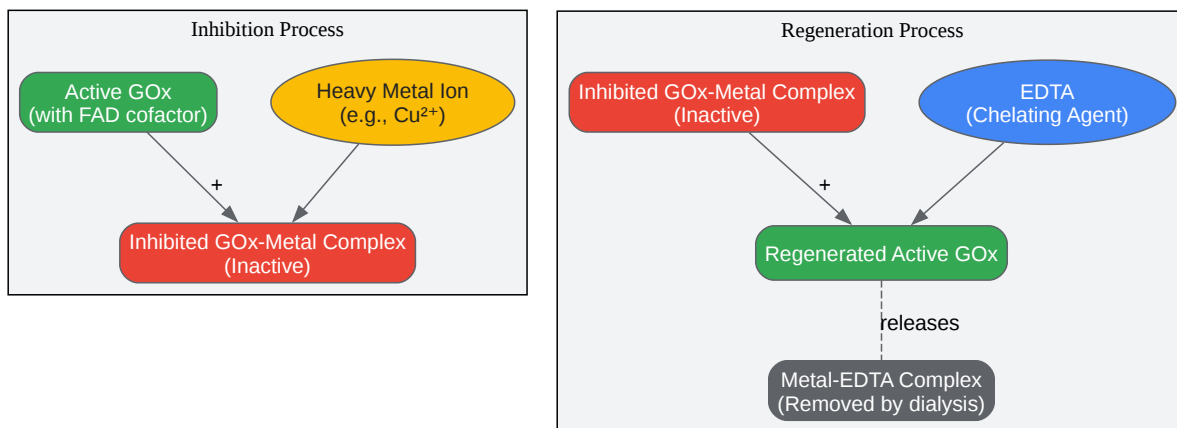 Inhibition Process
Active GOx
(with FAD cofactor)
Heavy Metal Ion
(e.g., Cu²⁺)
+
Inhibited GOx-Metal Complex
(Inactive)
Regeneration Process
Inhibited GOx-Metal Complex
(Inactive)
EDTA
(Chelating Agent)
+
Regenerated Active GOx
releases
Metal-EDTA Complex
(Removed by dialysis)